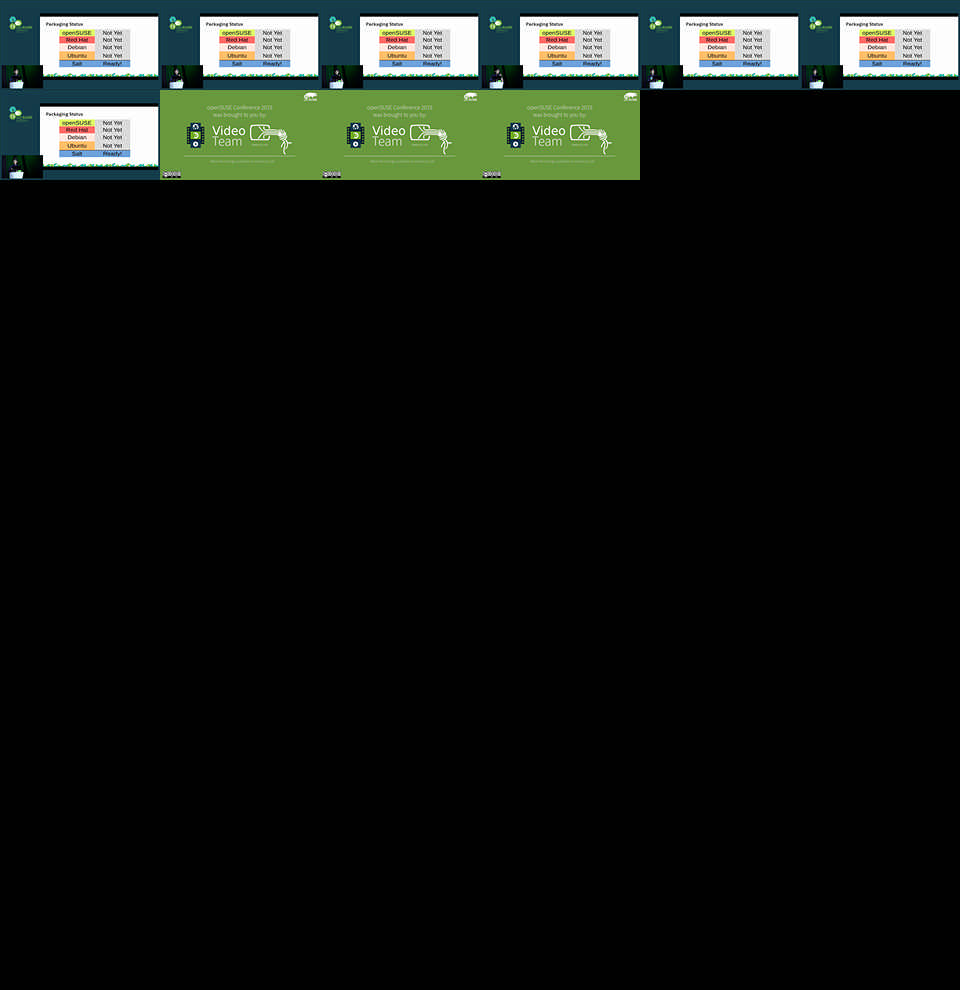 Packaging Status
openSUSE Not Yet
Red Hat Not Yet
Debian Not Yet
Ubuntu Not Yet
Salt Ready!
Packaging Status
openSUSE Not Yet
Red Hat Not Yet
Debian Not Yet
Ubuntu Not Yet
Salt Ready!
Packaging Status
openSUSE Not Yet
Red Hat Not Yet
Debian Not Yet
Ubuntu Not Yet
Salt Ready!
Packaging Status
openSUSE Not Yet
Red Hat Not Yet
Debian Not Yet
Ubuntu Not Yet
Salt Ready!
Packaging Status
openSUSE Not Yet
Red Hat Not Yet
Debian Not Yet
Ubuntu Not Yet
Salt Ready!
Packaging Status
openSUSE Not Yet
Red Hat Not Yet
Debian Not Yet
Ubuntu Not Yet
Salt Ready!
Packaging Status
openSUSE Not Yet
Red Hat Not Yet
Debian Not Yet
Ubuntu Not Yet
Salt Ready!
openSUSE Conference
was brought to you by
Video
Team
openSUSE Conference
was brought to you by
Video
Team
openSUSE Conference
was brought to you by
Video
Team